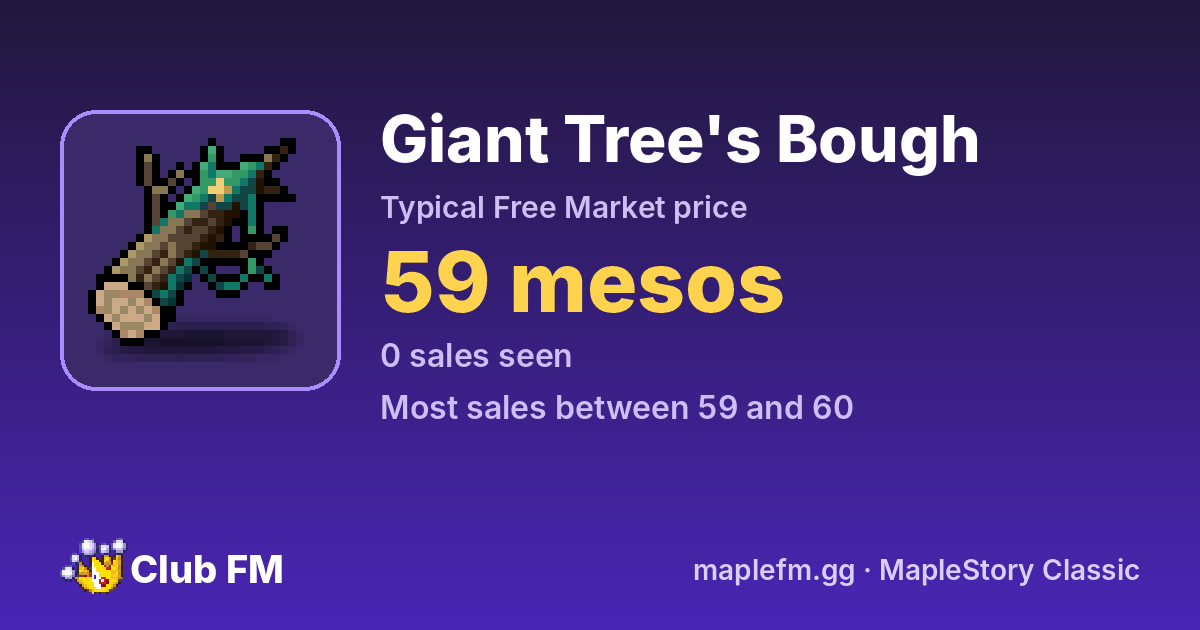 Giant Tree's Bough
Typical Free Market price
59 mesos
0 sales seen
Most sales between 59 and 60
Club FM
maplefm.gg · MapleStory Classic